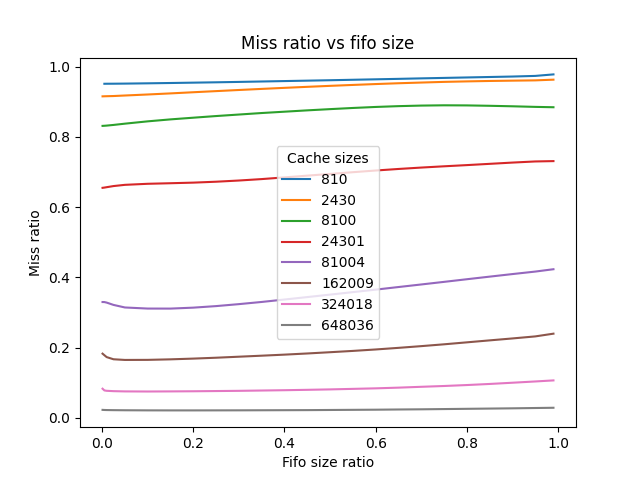 Miss ratio vs fifo size
1.0
0.8
0.6
0.4
0.2
0.0
Miss ratio
Cache sizes
810
2430
8100
24301
81004
162009
324018
648036
0.0 0.2 0.4 0.6 0.8 1.0
Fifo size ratio